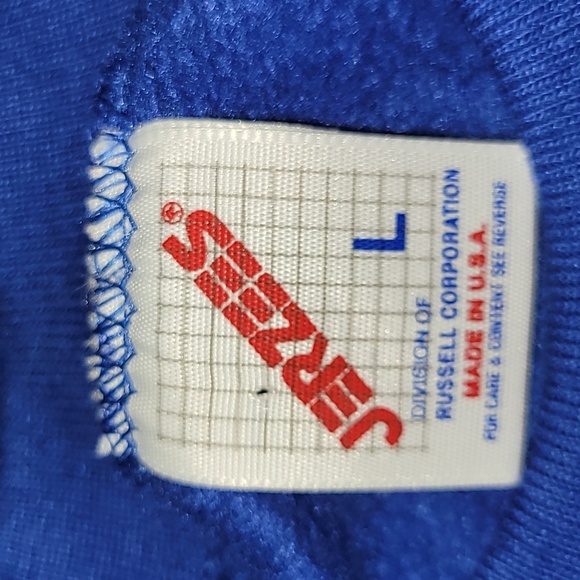 JERZEES®
L
DIVISION OF
RUSSELL CORPORATION
MADE IN U.S.A.
FOR CARE & CONTENT SEE REVERSE